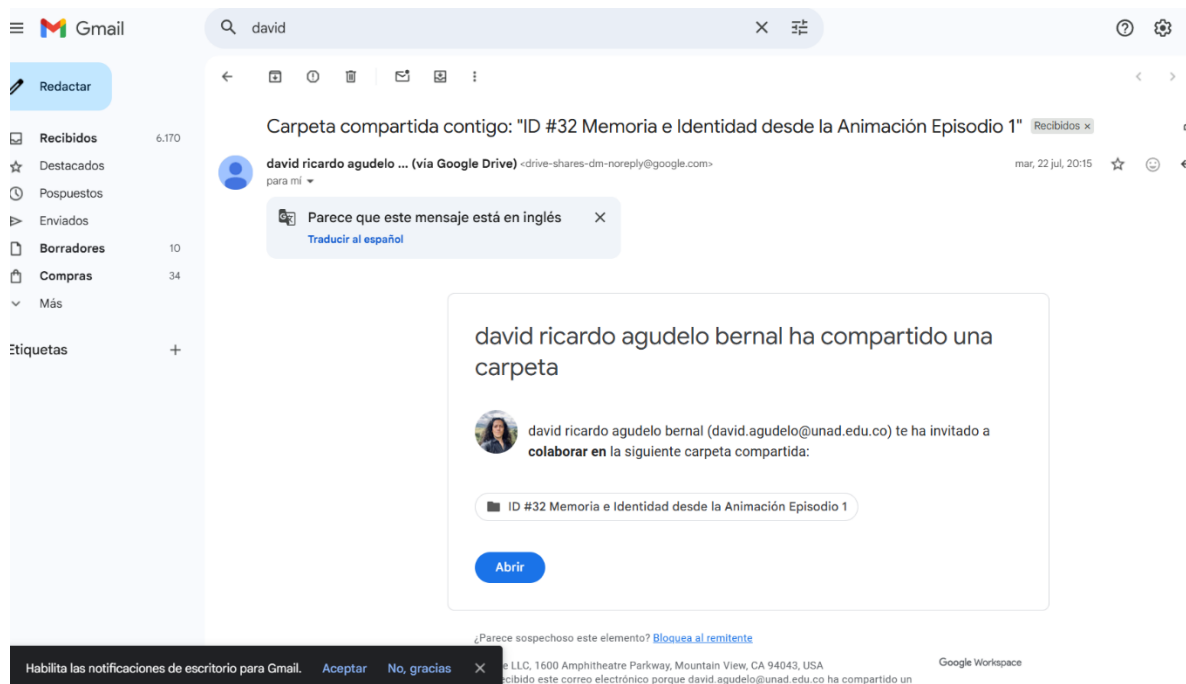 Gmail
david
Redactar
Recibidos 6.170
Destacados
Pospuestos
Enviados
Borradores 10
Compras 34
Más
Etiquetas
Carpeta compartida contigo: "ID #32 Memoria e Identidad desde la Animación Episodio 1" Recibidos ×
david ricardo agudelo ... (vía Google Drive) <drive-shares-dm-noreply@google.com> mar, 22 jul, 20:15
para mí
Parece que este mensaje está en inglés
Traducir al español
david ricardo agudelo bernal ha compartido una
carpeta
david ricardo agudelo bernal (david.agudelo@unad.edu.co) te ha invitado a
colaborar en la siguiente carpeta compartida:
ID #32 Memoria e Identidad desde la Animación Episodio 1
Abrir
¿Parece sospechoso este elemento? Bloquea al remitente
Habilita las notificaciones de escritorio para Gmail. Aceptar No, gracias
LLC, 1600 Amphitheatre Parkway, Mountain View, CA 94043, USA
Google Workspace
este correo electrónico porque david.agudelo@unad.edu.co ha compartido un